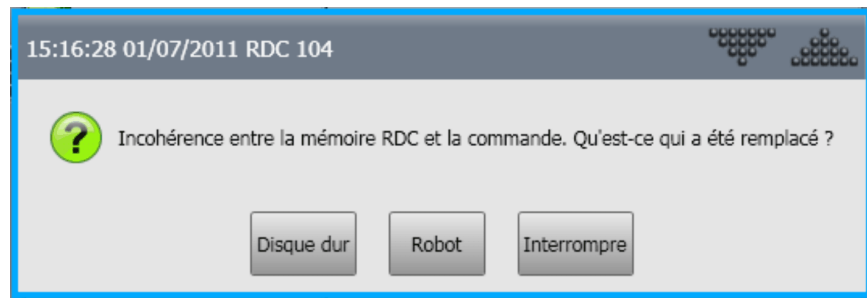 15:16:28 01/07/2011 RDC 104
?
Incohérence entre la mémoire RDC et la commande. Qu'est-ce qui a été remplacé ?
Disque dur
Robot
Interrompre